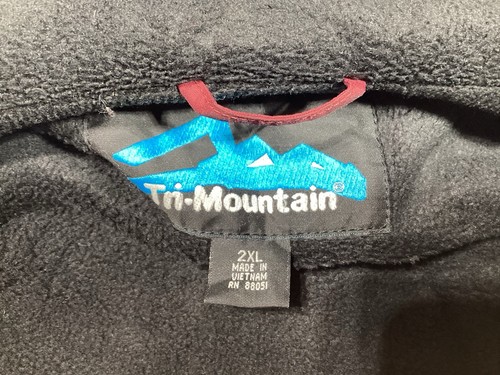 Tri-Mountain®
2XL
MADE IN
VIETNAM
RN 88051